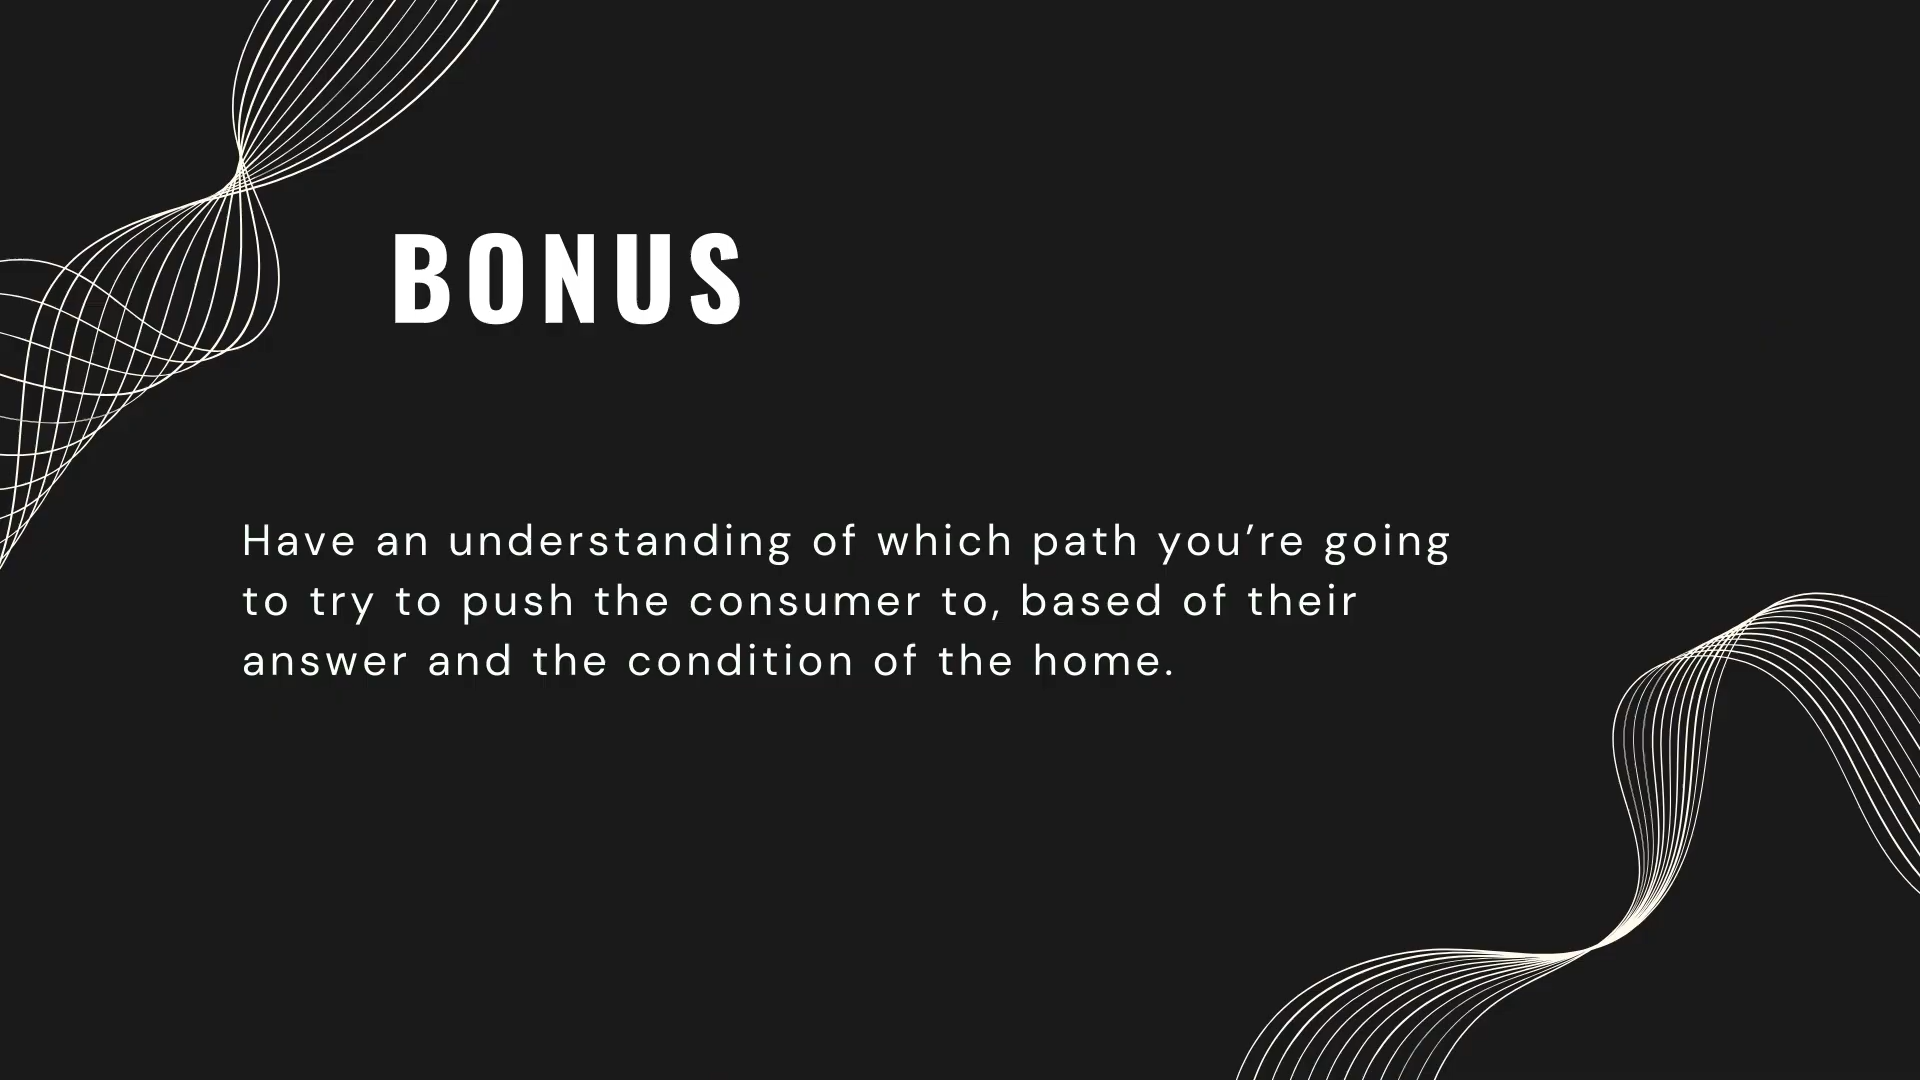 BONUS
Have an understanding of which path you’re going
to try to push the consumer to, based of their
answer and the condition of the home.